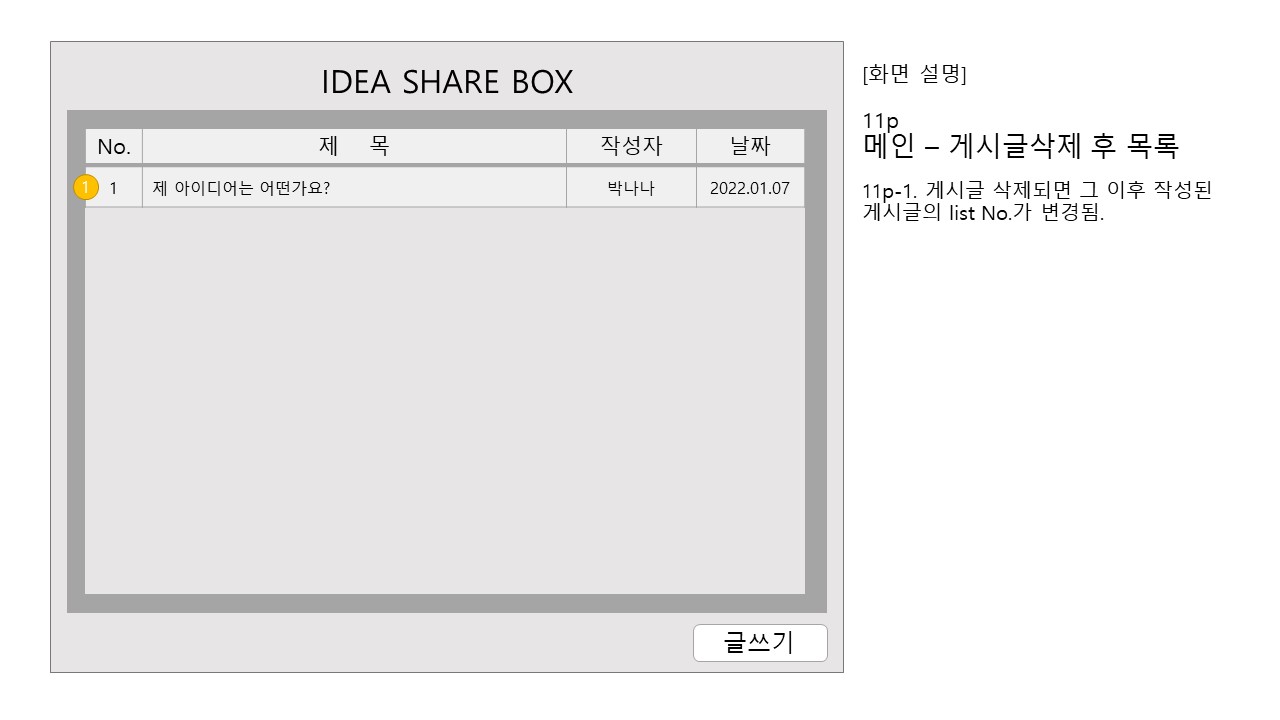 IDEA SHARE BOX
No. 제 목 작성자 날짜
1 1 제 아이디어는 어떤가요? 박나나 2022.01.07
글쓰기
[화면 설명]
11p
메인 – 게시글삭제 후 목록
11p-1. 게시글 삭제되면 그 이후 작성된
게시글의 list No.가 변경됨.